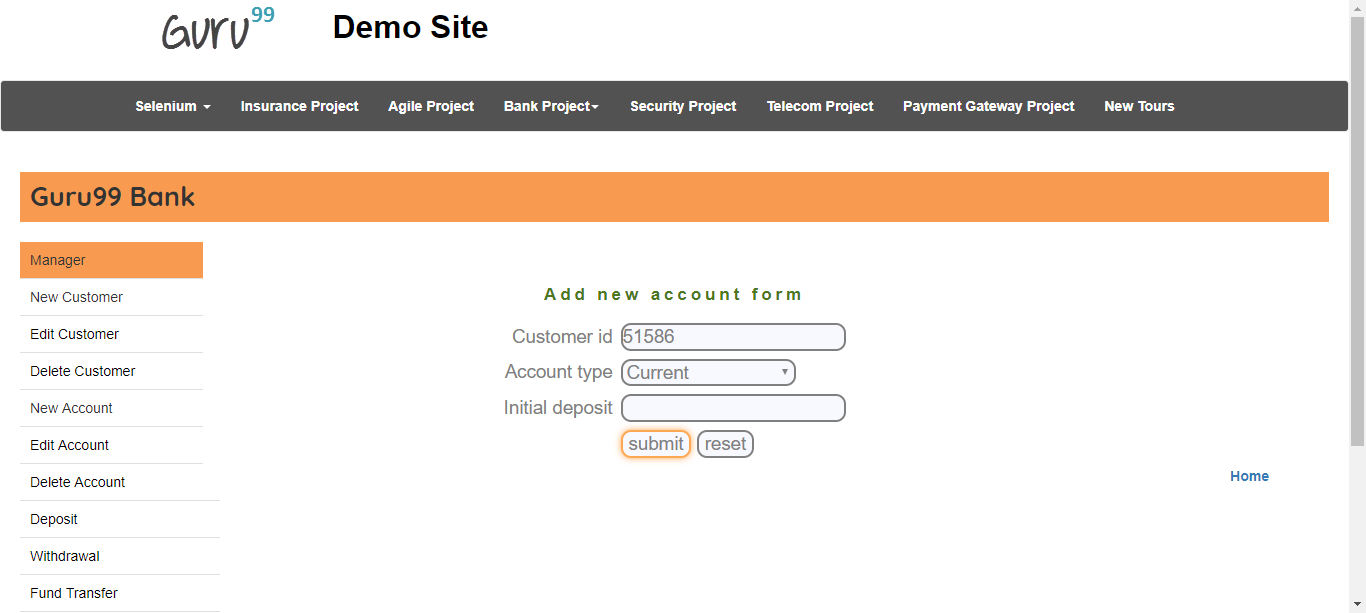 Guru99
Demo Site
Selenium Insurance Project Agile Project Bank Project Security Project Telecom Project Payment Gateway Project New Tours
Guru99 Bank
Manager
New Customer
Edit Customer
Delete Customer
New Account
Edit Account
Delete Account
Deposit
Withdrawal
Fund Transfer
Add new account form
Customer id 51586
Account type Current
Initial deposit
submit reset
Home